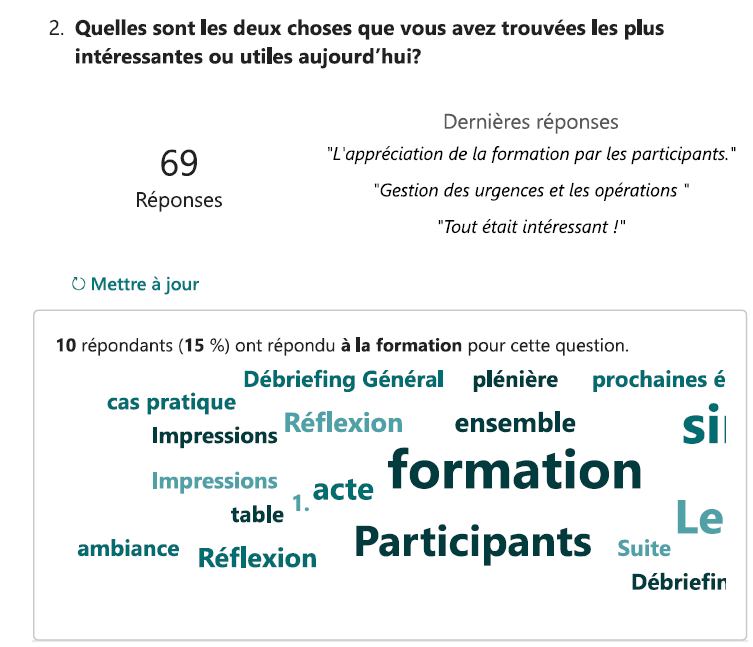 2. Quelles sont les deux choses que vous avez trouvées les plus
intéressantes ou utiles aujourd'hui?
69
Réponses
Dernières réponses
"L'appréciation de la formation par les participants."
"Gestion des urgences et les opérations "
"Tout était intéressant !"
Mettre à jour
10 répondants (15 %) ont répondu à la formation pour cette question.
Débriefing Général plénière prochaines é
cas pratique
Impressions Réflexion ensemble
formation
Impressions 1. acte
table
Le
Participants
ambiance Réflexion Suite